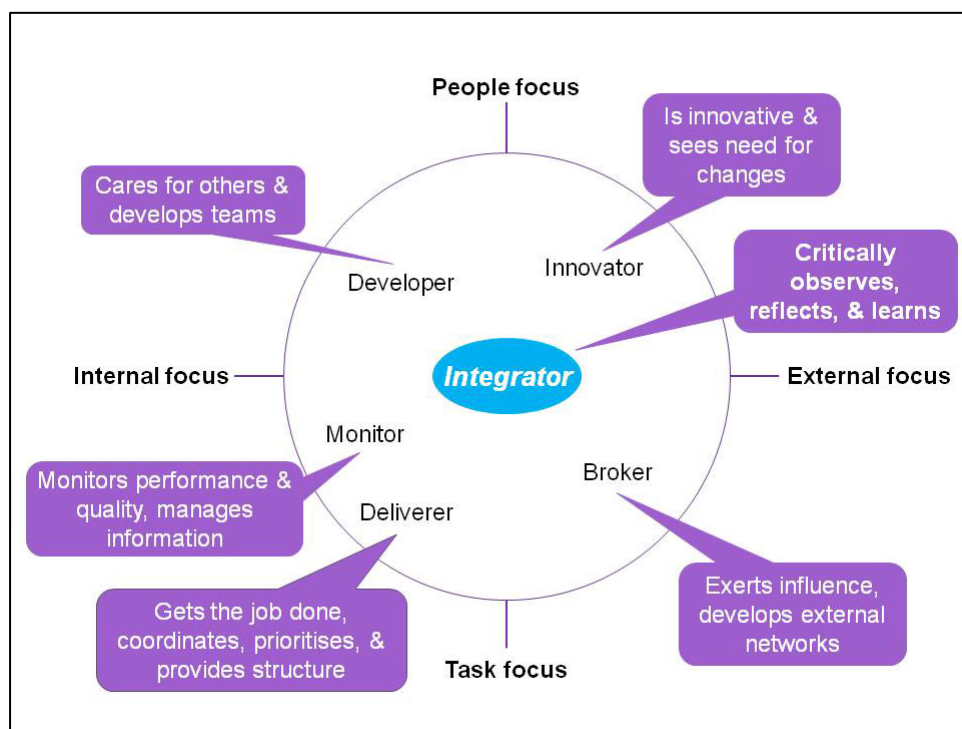 People focus
Is innovative &
sees need for
changes
Cares for others &
develops teams
Developer
Innovator
Critically
observes,
reflects, & learns
Internal focus
Integrator
External focus
Monitor
Monitors performance &
quality, manages
information
Broker
Deliverer
Gets the job done,
coordinates, prioritises, &
provides structure
Exerts influence,
develops external
networks
Task focus